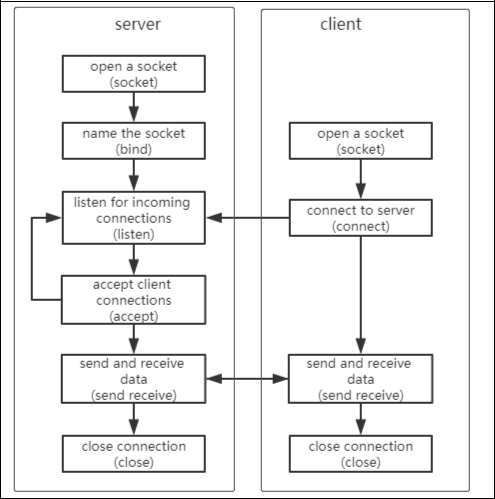 server
open a socket
(socket)
name the socket
(bind)
listen for incoming
connections
(listen)
accept client
connections
(accept)
send and receive
data
(send receive)
close connection
(close)
client
open a socket
(socket)
connect to server
(connect)
send and receive
data
(send receive)
close connection
(close)